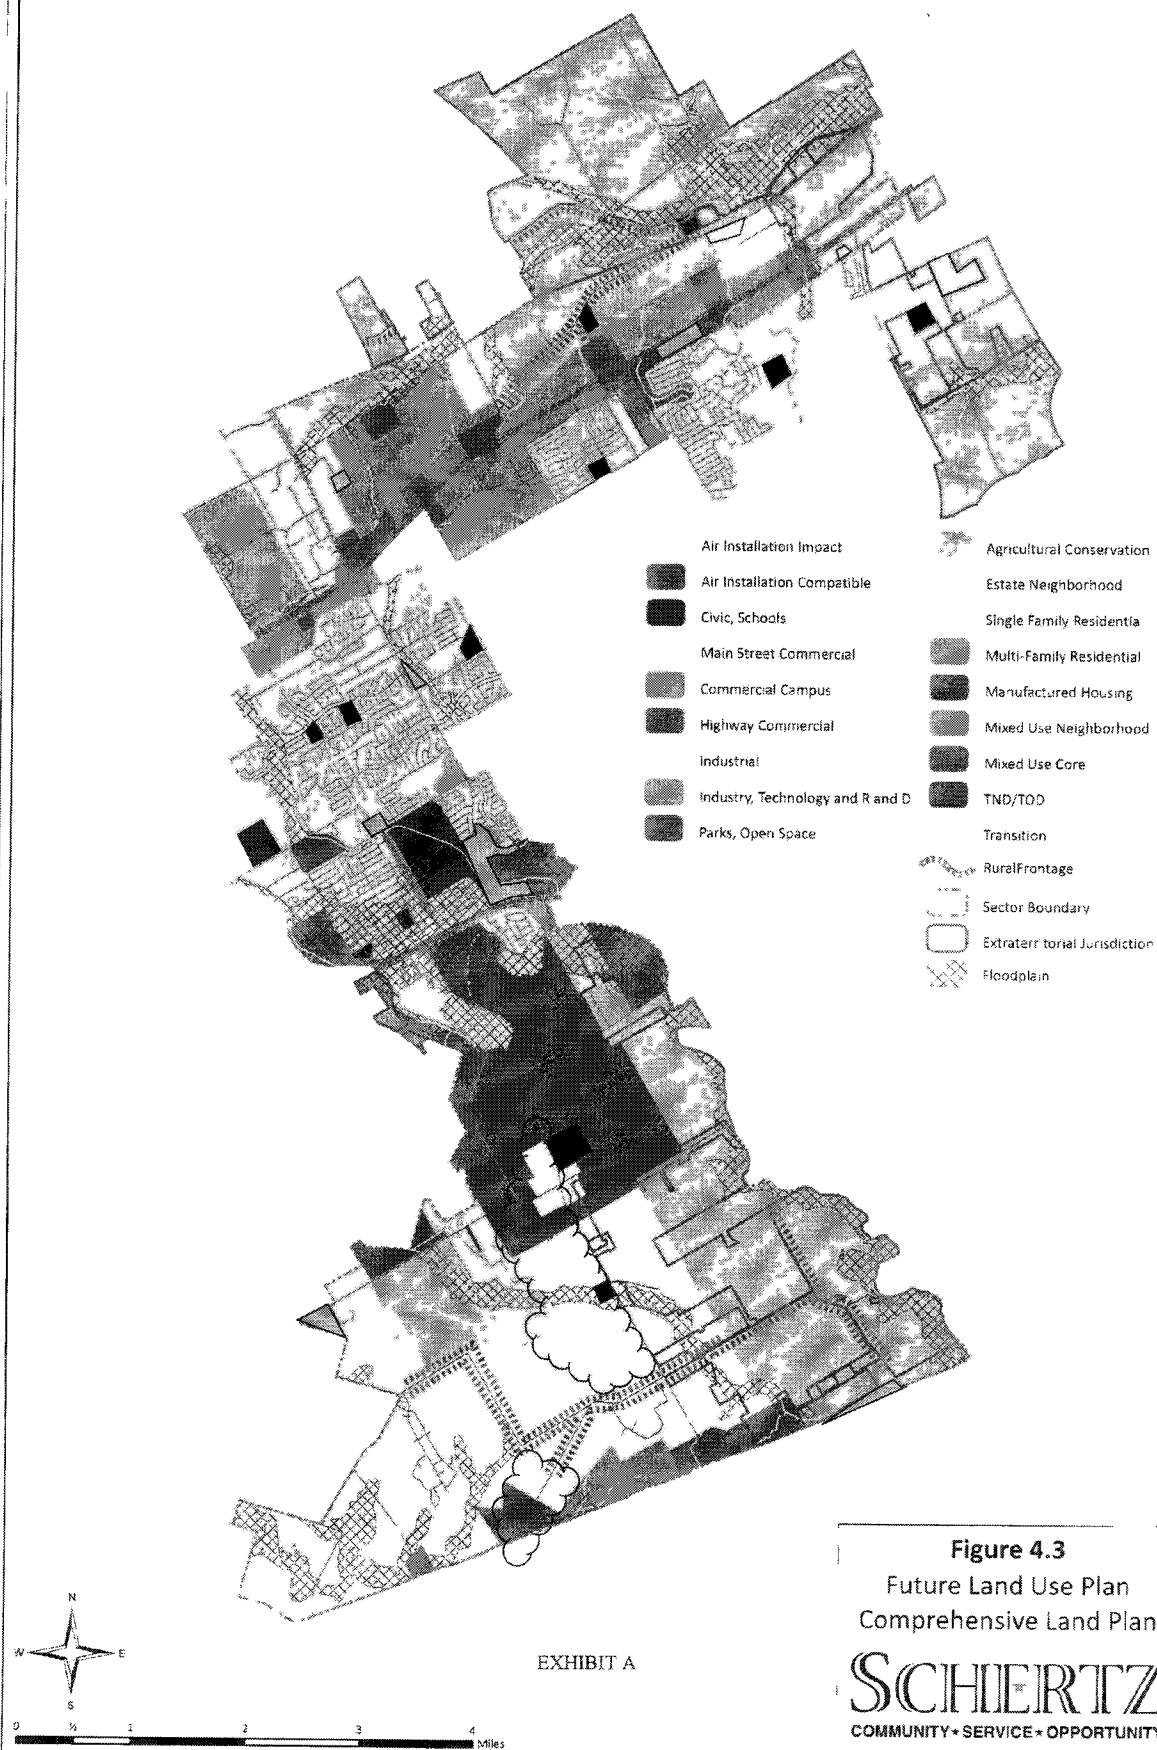 Air Installation Impact
Air Installation Compatible
Civic, Schools
Main Street Commercial
Commercial Campus
Highway Commercial
Industrial
Industry, Technology and R and D
Parks, Open Space
Agricultural Conservation
Estate Neighborhood
Single Family Residentia
Multi-Family Residential
Manufactured Housing
Mixed Use Neighborhood
Mixed Use Core
TND/TOD
Transition
RuralFrontage
Sector Boundary
Extraterritorial Jurisdiction
Floodplain
Figure 4.3
Future Land Use Plan
Comprehensive Land Plan
SCHERTZ
COMMUNITY★SERVICE★OPPORTUNITY
EXHIBIT A
N
W E
S
0 ½ 1 2 3 4
Miles